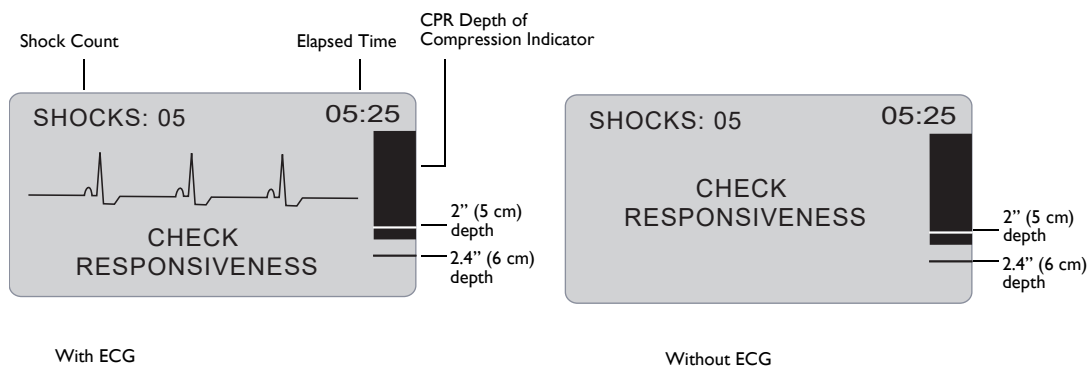 Shock Count
Elapsed Time
CPR Depth of
Compression Indicator
SHOCKS: 05
05:25
CHECK
RESPONSIVENESS
2” (5 cm)
depth
2.4” (6 cm)
depth
With ECG
SHOCKS: 05
05:25
CHECK
RESPONSIVENESS
2” (5 cm)
depth
2.4” (6 cm)
depth
Without ECG